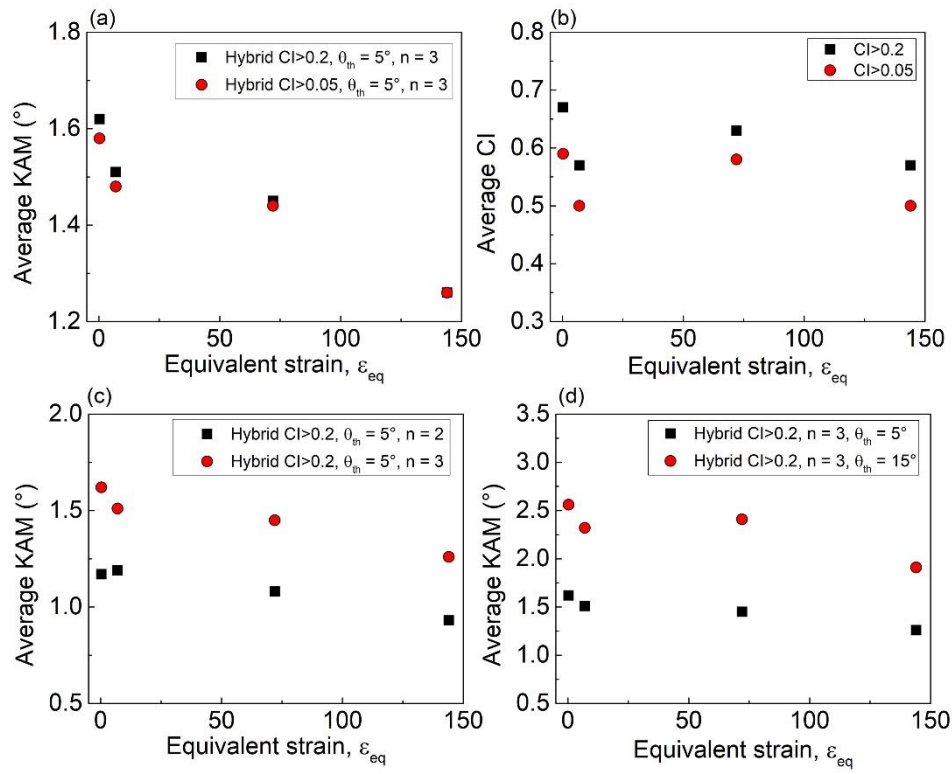 (a)
1.8
1.6
1.4
1.2
0
50
100
150
Average KAM (°)
Equivalent strain, εeq
Hybrid CI>0.2, θth = 5°, n = 3
Hybrid CI>0.05, θth = 5°, n = 3
(b)
0.8
0.7
0.6
0.5
0.4
0.3
0
50
100
150
Average CI
Equivalent strain, εeq
CI>0.2
CI>0.05
(c)
2.0
1.5
1.0
0.5
0
50
100
150
Average KAM (°)
Equivalent strain, εeq
Hybrid CI>0.2, θth = 5°, n = 2
Hybrid CI>0.2, θth = 5°, n = 3
(d)
3.5
3.0
2.5
2.0
1.5
1.0
0.5
0
50
100
150
Average KAM (°)
Equivalent strain, εeq
Hybrid CI>0.2, n = 3, θth = 5°
Hybrid CI>0.2, n = 3, θth = 15°